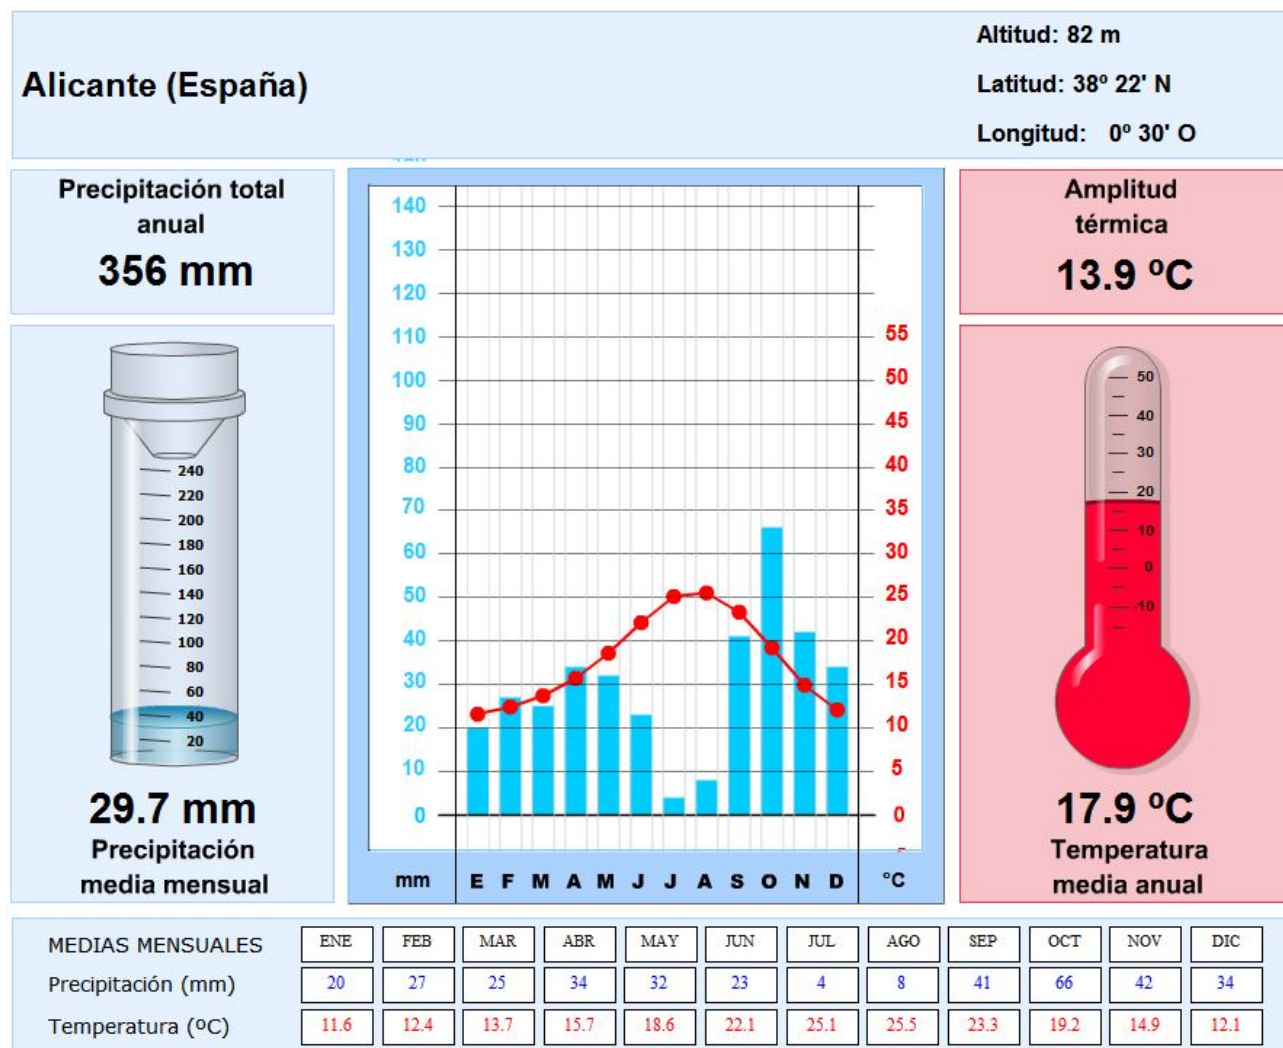 Alicante (España)
Altitud: 82 m
Latitud: 38º 22' N
Longitud: 0º 30' O
Precipitación total
anual
356 mm
240
220
200
180
160
140
120
100
80
60
40
20
29.7 mm
Precipitación
media mensual
140
130
120
110
100
90
80
70
60
50
40
30
20
10
0
55
50
45
40
35
30
25
20
15
10
5
0
mm E F M A M J J A S O N D °C
Amplitud
térmica
13.9 ºC
50
40
30
20
10
0
-10
17.9 ºC
Temperatura
media anual
MEDIAS MENSUALES ENE FEB MAR ABR MAY JUN JUL AGO SEP OCT NOV DIC
Precipitación (mm) 20 27 25 34 32 23 4 8 41 66 42 34
Temperatura (ºC) 11.6 12.4 13.7 15.7 18.6 22.1 25.1 25.5 23.3 19.2 14.9 12.1